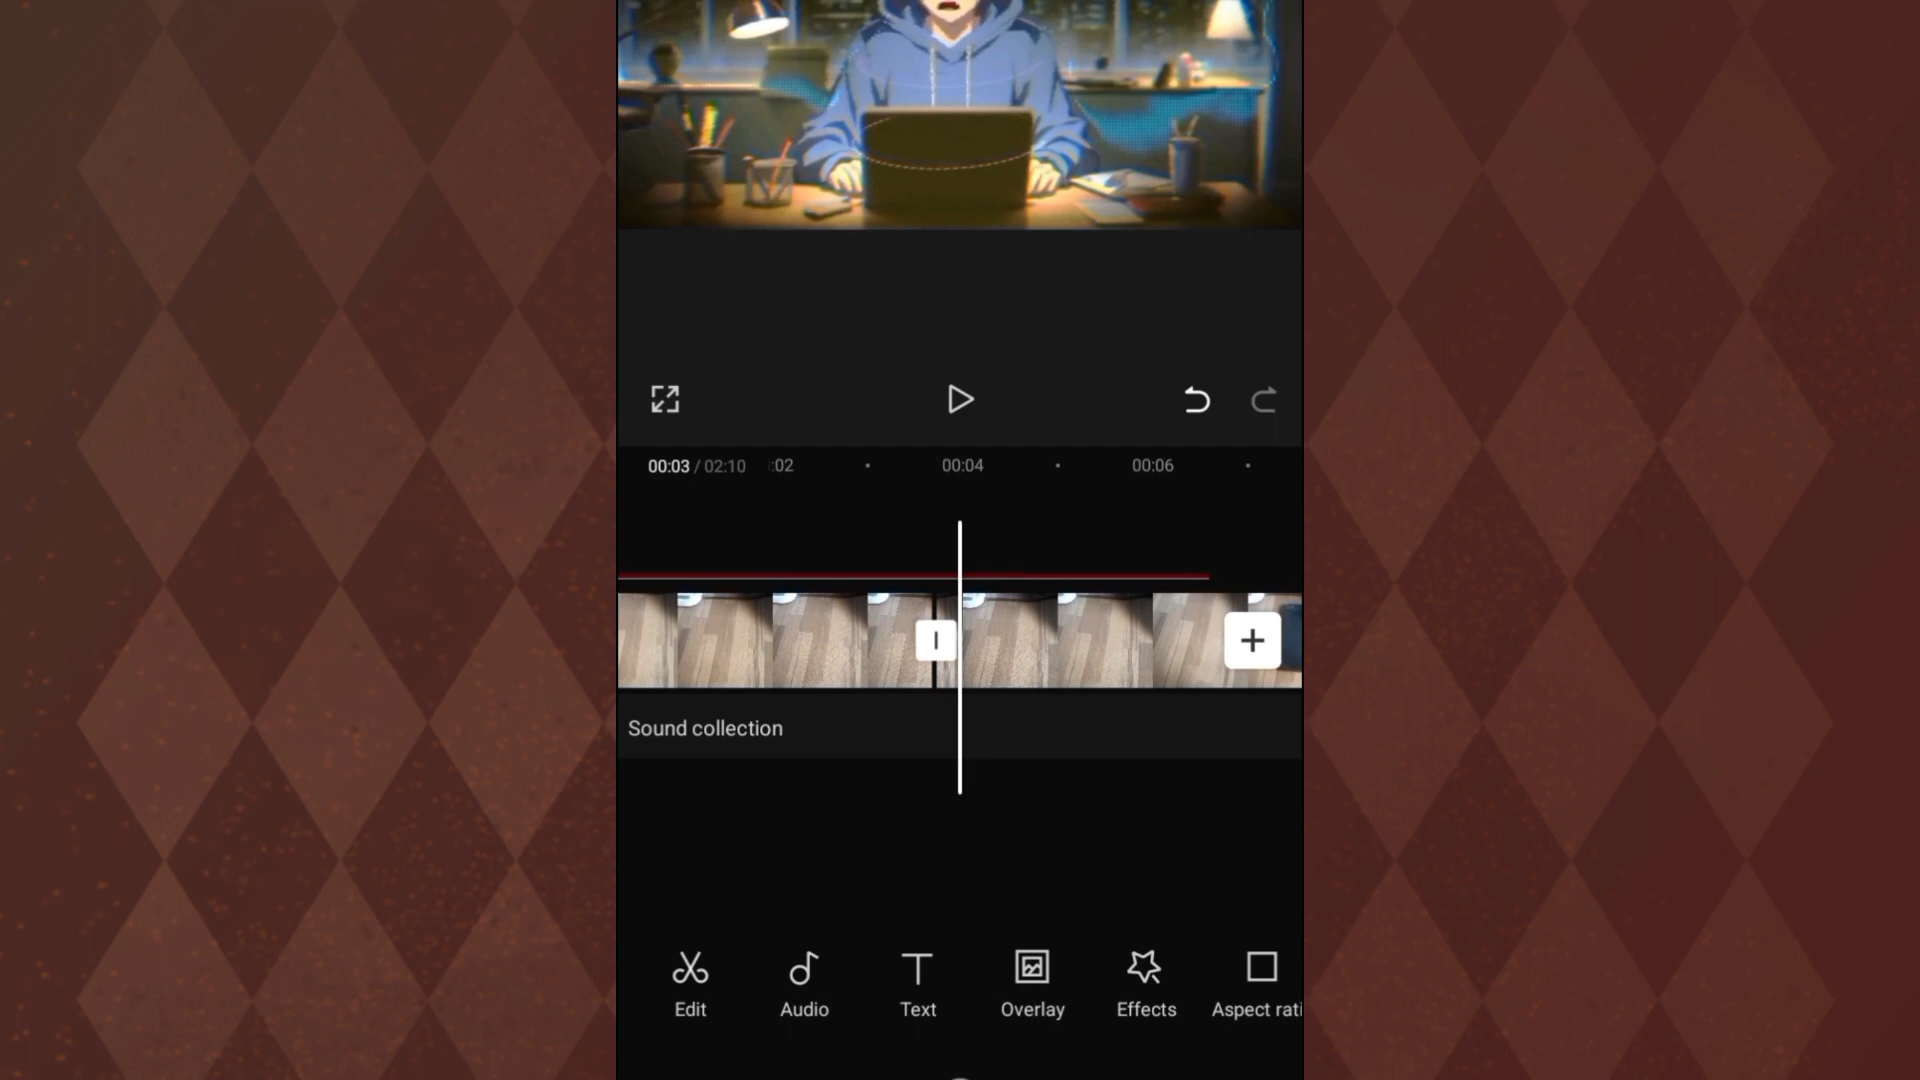 00:03 / 02:10 :02 00:04 00:06
Sound collection
Edit Audio Text Overlay Effects Aspect rati